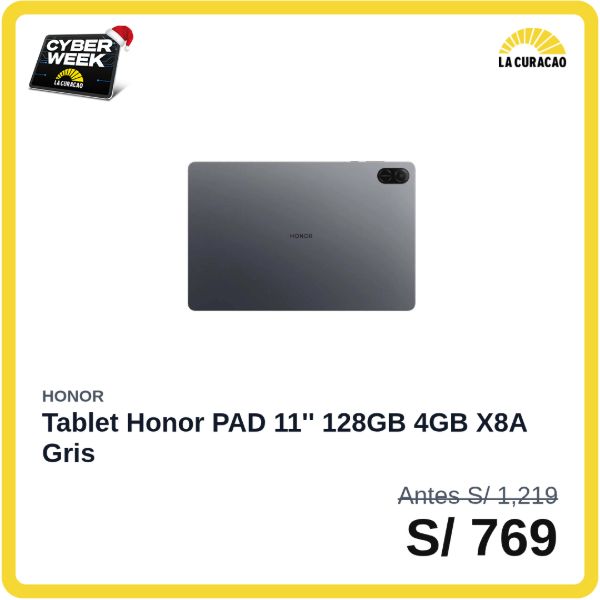 CYBER
WEEK
LA CURACAO
LA CURACAO
HONOR
HONOR
Tablet Honor PAD 11'' 128GB 4GB X8A
Gris
Antes S/ 1,219
S/ 769